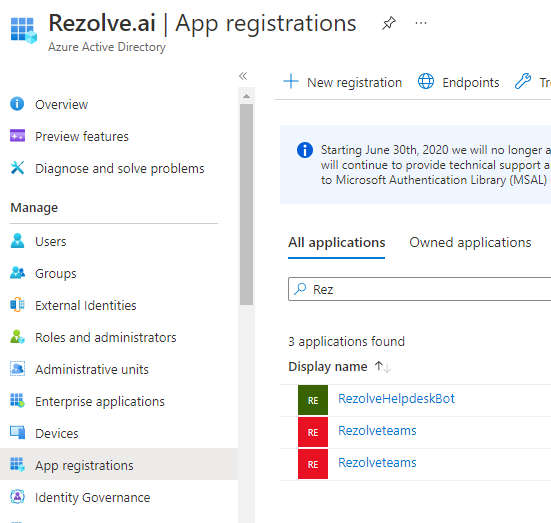 Rezolve.ai | App registrations
Azure Active Directory
Overview
Preview features
Diagnose and solve problems
Manage
Users
Groups
External Identities
Roles and administrators
Administrative units
Enterprise applications
Devices
App registrations
Identity Governance
New registration Endpoints Tr
Starting June 30th, 2020 we will no longer a
will continue to provide technical support a
to Microsoft Authentication Library (MSAL)
All applications Owned applications
Rez
3 applications found
Display name
RE RezolveHelpdeskBot
RE Rezolveteams
RE Rezolveteams